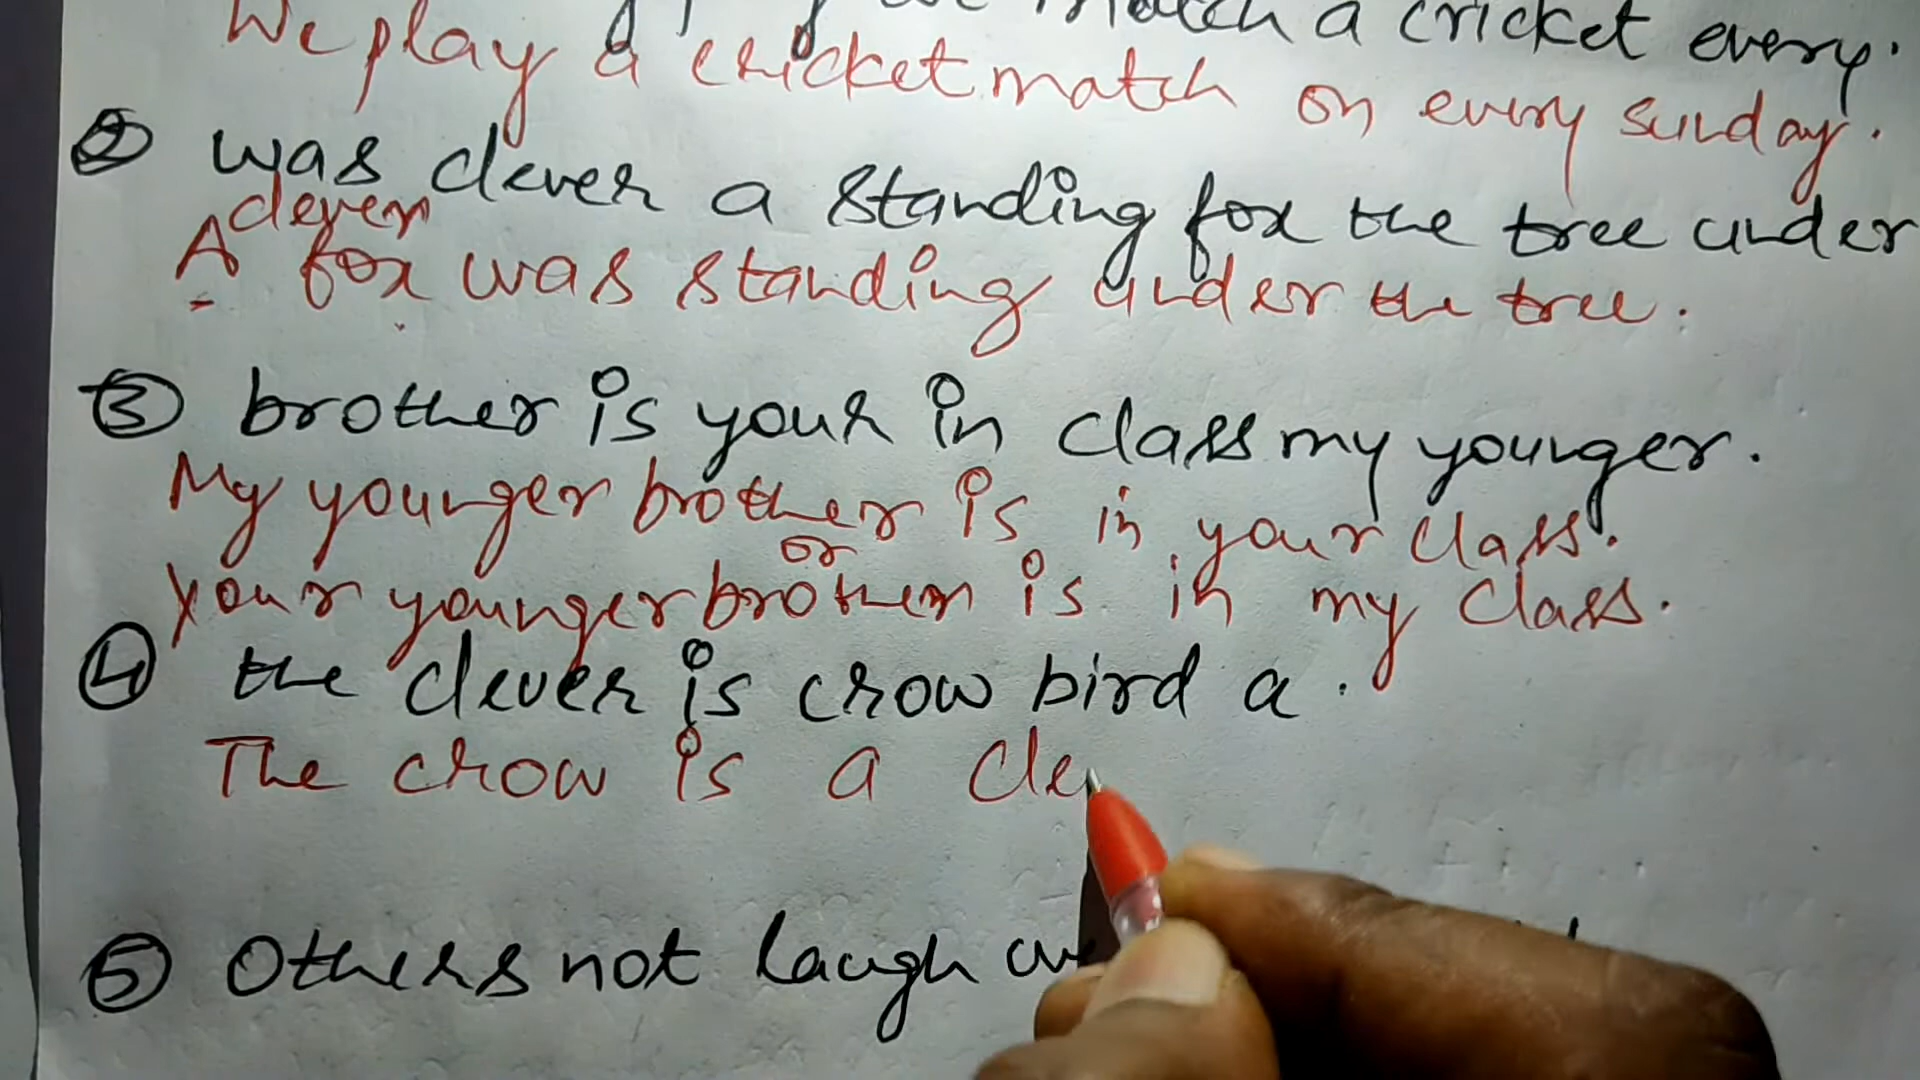 match a cricket every.
We play a cricket match on every sunday.
② was clever a standing fox the tree under
clever
A fox was standing under the tree.
③ brother is your in class my younger.
My younger brother is in your class.
or
Your younger brother is in my class.
④ the clever is crow bird a.
The crow is a cle
⑤ Others not laugh